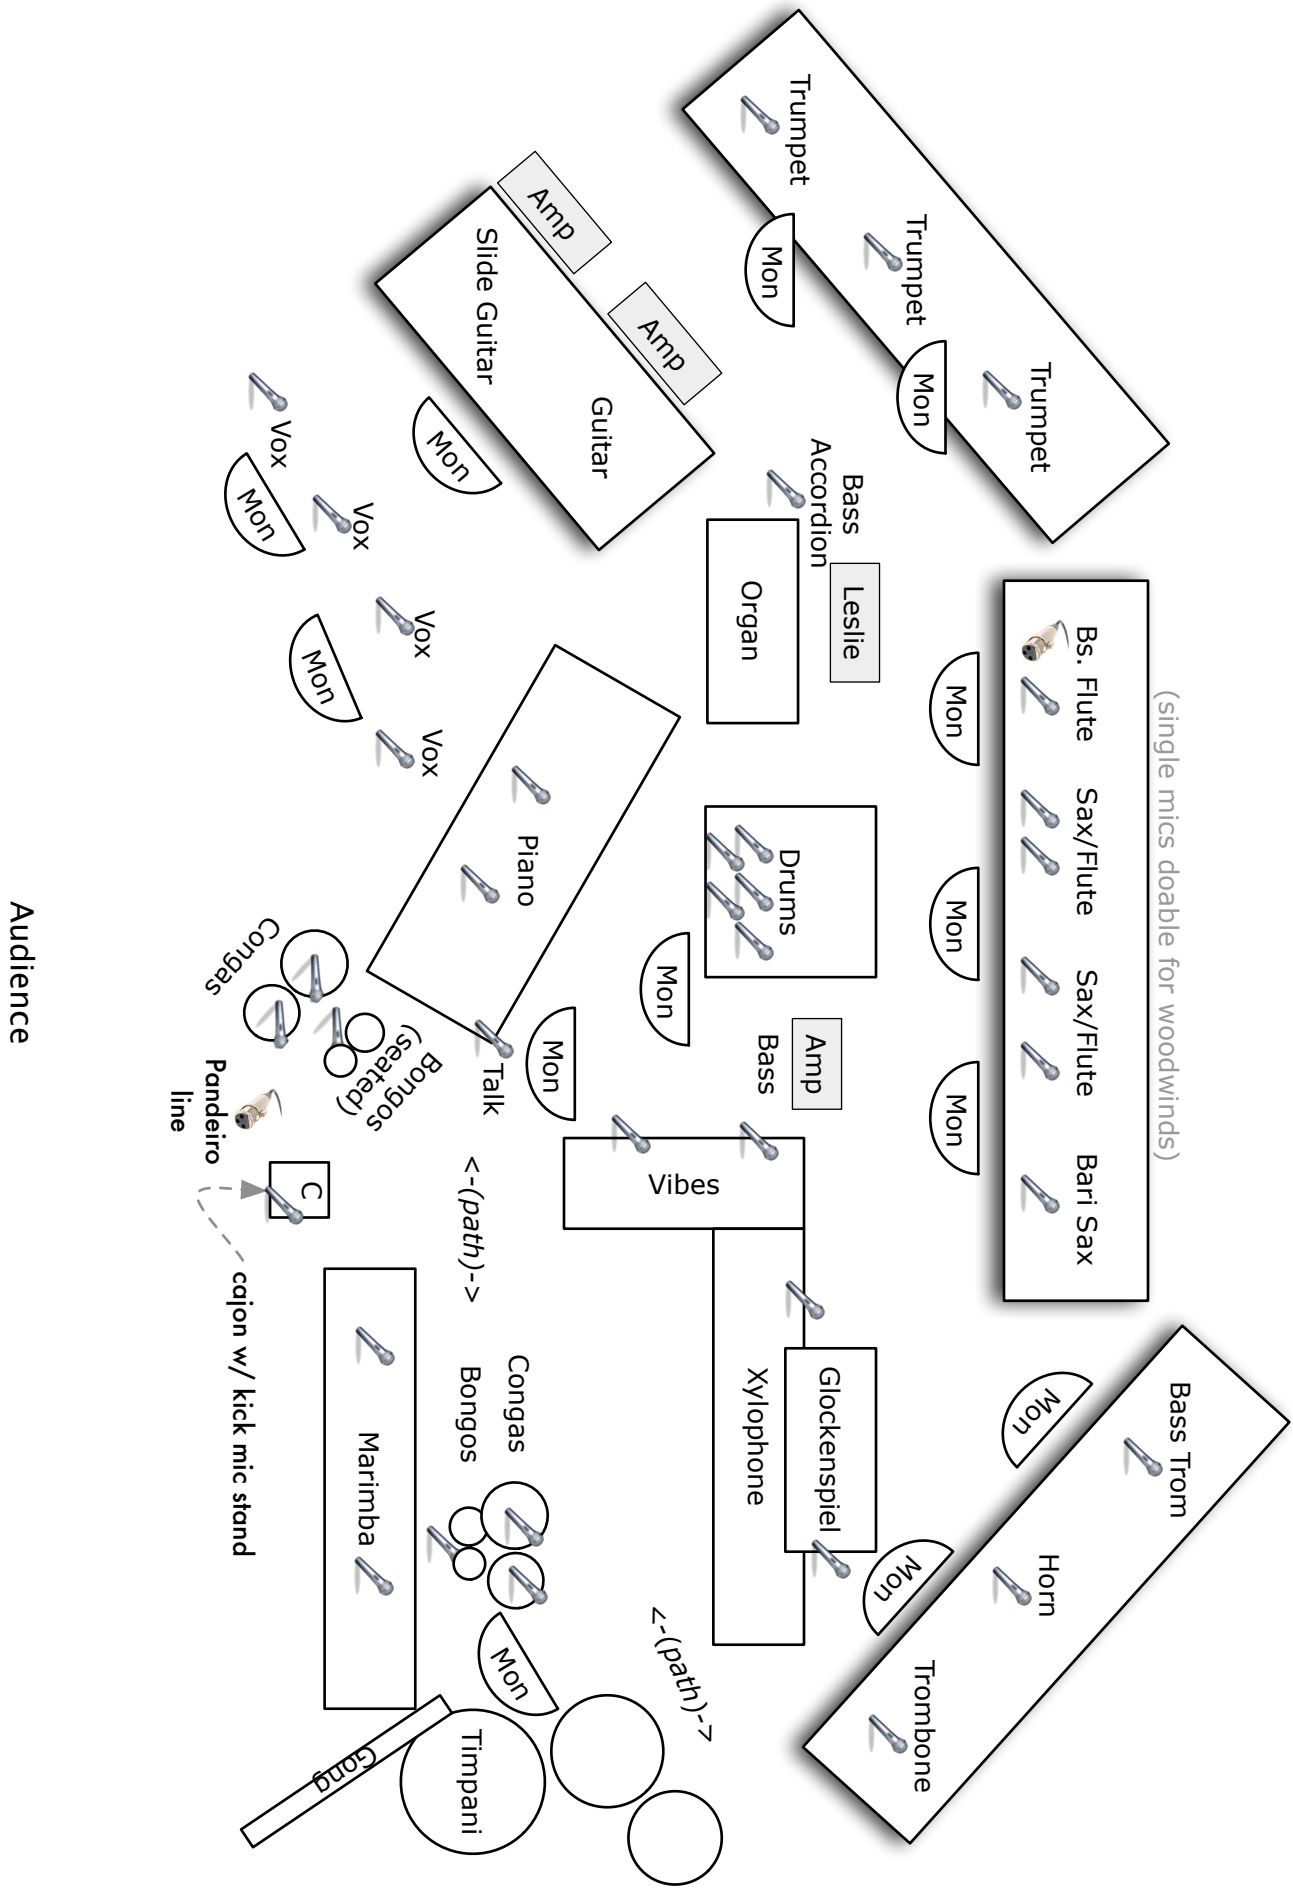 (single mics doable for woodwinds)
Bass Trom
Bs. Flute
Sax/Flute
Sax/Flute
Bari Sax
Trumpet
Horn
Trumpet
Mon
Mon
Mon
Mon
Mon
Trombone
Mon
Mon
Trumpet
Mon
Bass
Accordion
Leslie
Organ
Drums
Amp
Bass
Mon
Glockenspiel
Xylophone
Vibes
<-(path)->
Amp
Mon
Amp
Guitar
Mon
Talk
Piano
Congas
Bongos
Mon
<-(path)->
Timpani
Slide Guitar
Mon
Vox
Vox
Bongos
(seated)
Marimba
Gong
Mon
C
Vox
Mon
Congas
Pandeiro
line
cajon w/ kick mic stand
Audience